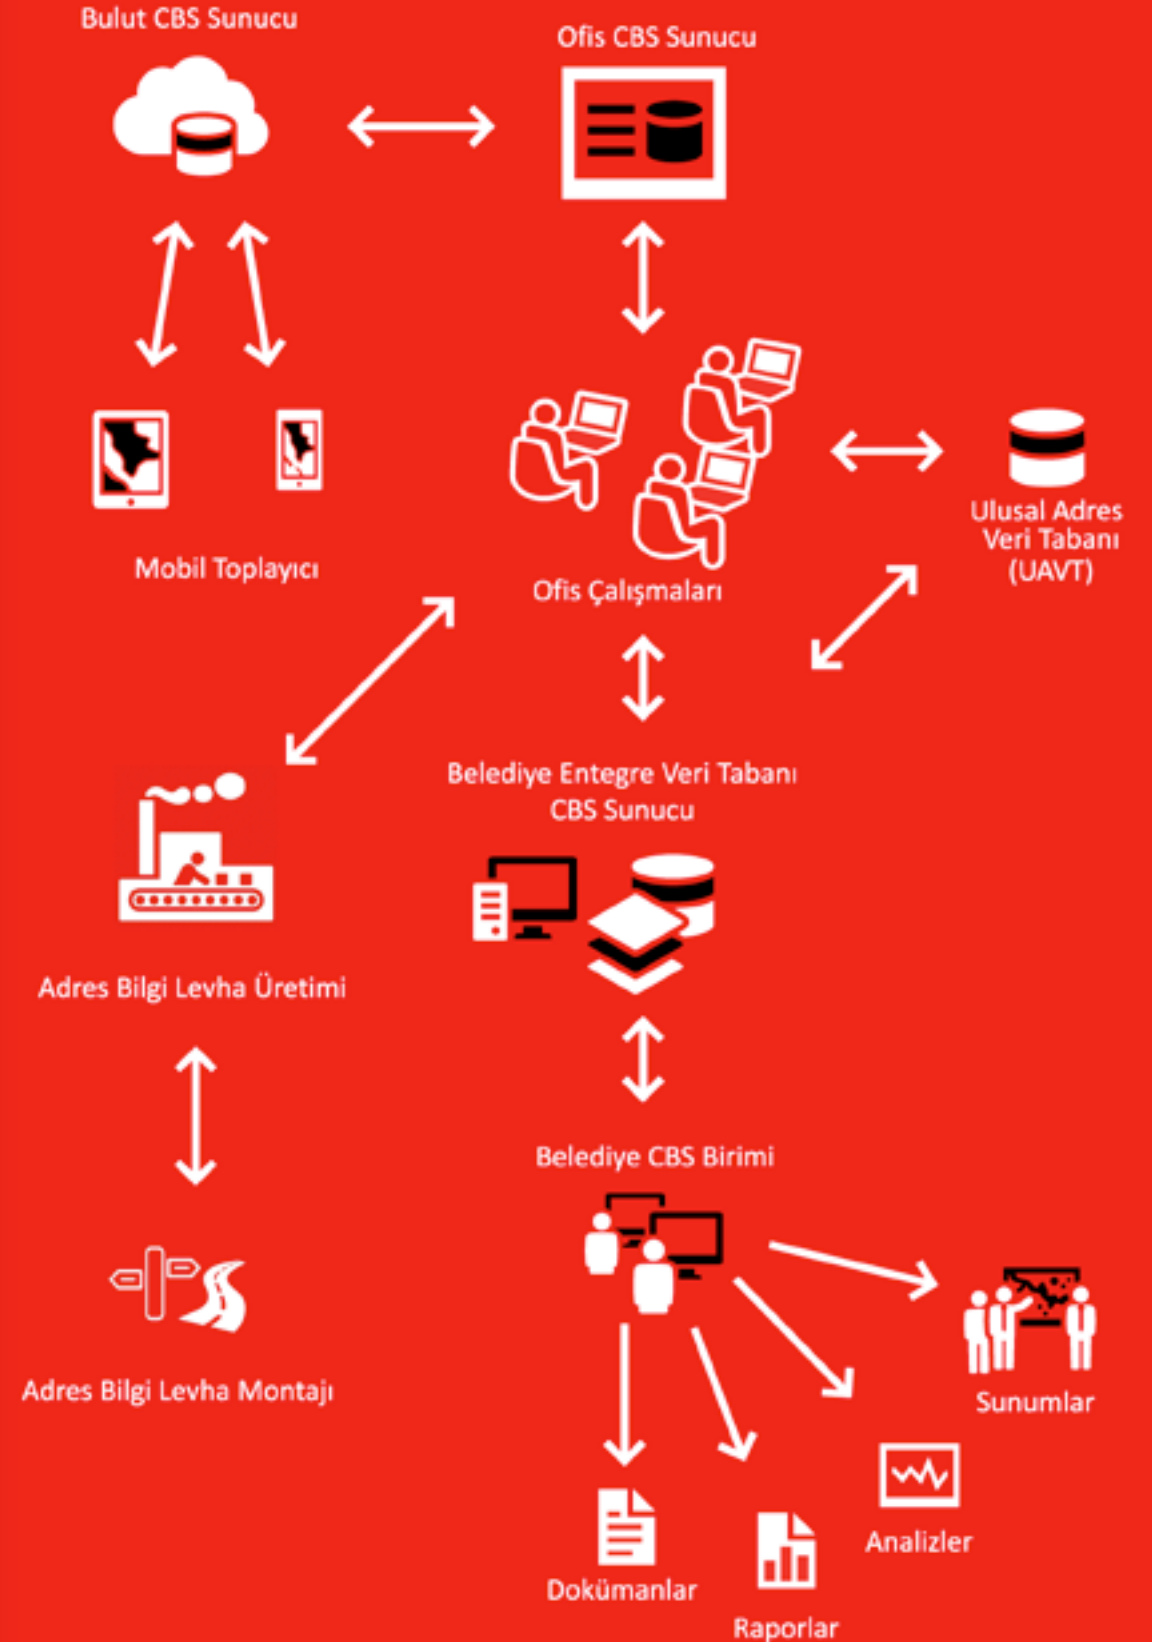 Bulut CBS Sunucu
Ofis CBS Sunucu
Mobil Toplayıcı
Ofis Çalışmaları
Ulusal Adres
Veri Tabanı
(UAVT)
Belediye Entegre Veri Tabanı
CBS Sunucu
Adres Bilgi Levha Üretimi
Belediye CBS Birimi
Adres Bilgi Levha Montajı
Sunumlar
Analizler
Dokümanlar
Raporlar